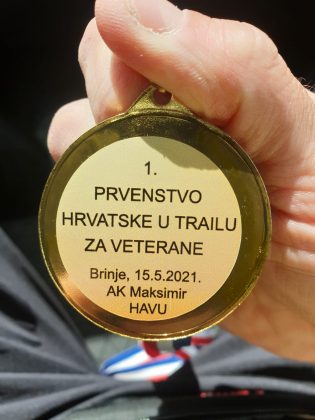 1.
PRVENSTVO
HRVATSKE U TRAILU
ZA VETERANE
Brinje, 15.5.2021.
AK Maksimir
HAVU